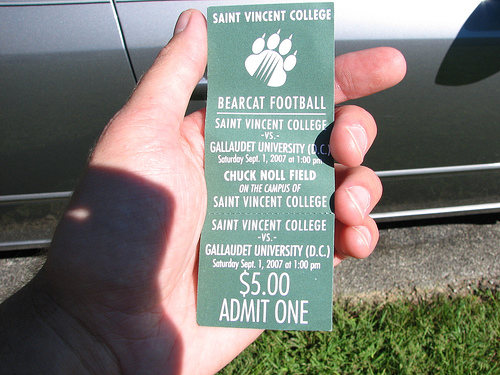 SAINT VINCENT COLLEGE
BEARCAT FOOTBALL
SAINT VINCENT COLLEGE
-VS.-
GALLAUDET UNIVERSITY (D.C.)
Saturday Sept. 1, 2007 at 1:00 pm
CHUCK NOLL FIELD
ON THE CAMPUS OF
SAINT VINCENT COLLEGE
SAINT VINCENT COLLEGE
-VS.-
GALLAUDET UNIVERSITY (D.C.)
Saturday Sept. 1, 2007 at 1:00 pm
$5.00
ADMIT ONE